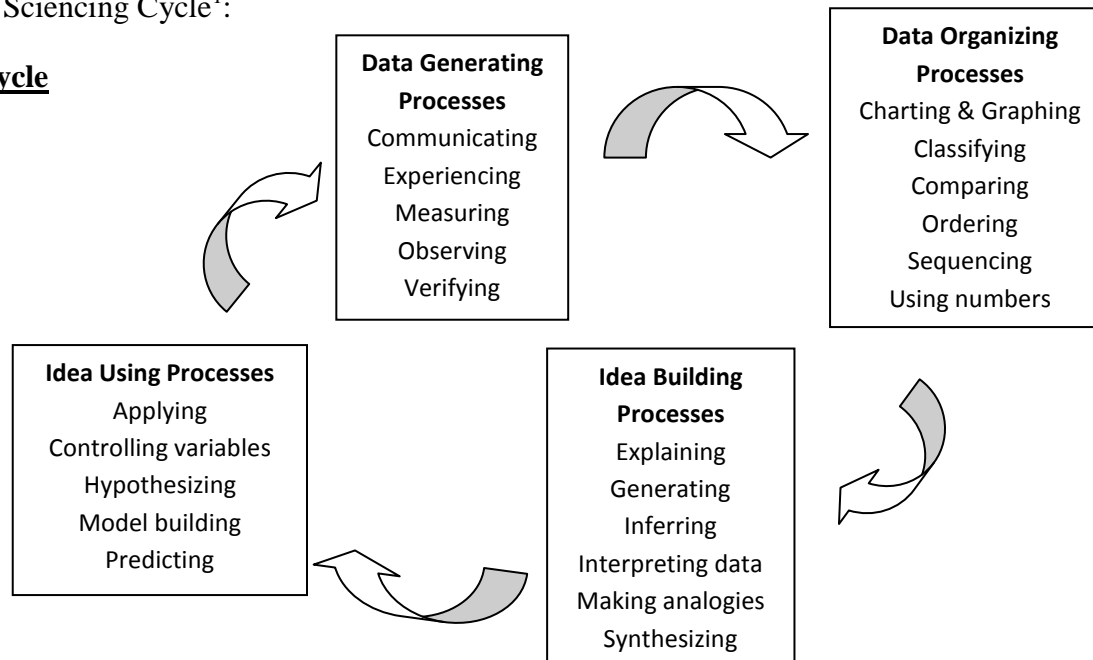 Sciencing Cycle¹:
ycle
Data Generating
Processes
Communicating
Experiencing
Measuring
Observing
Verifying
Data Organizing
Processes
Charting & Graphing
Classifying
Comparing
Ordering
Sequencing
Using numbers
Idea Using Processes
Applying
Controlling variables
Hypothesizing
Model building
Predicting
Idea Building
Processes
Explaining
Generating
Inferring
Interpreting data
Making analogies
Synthesizing